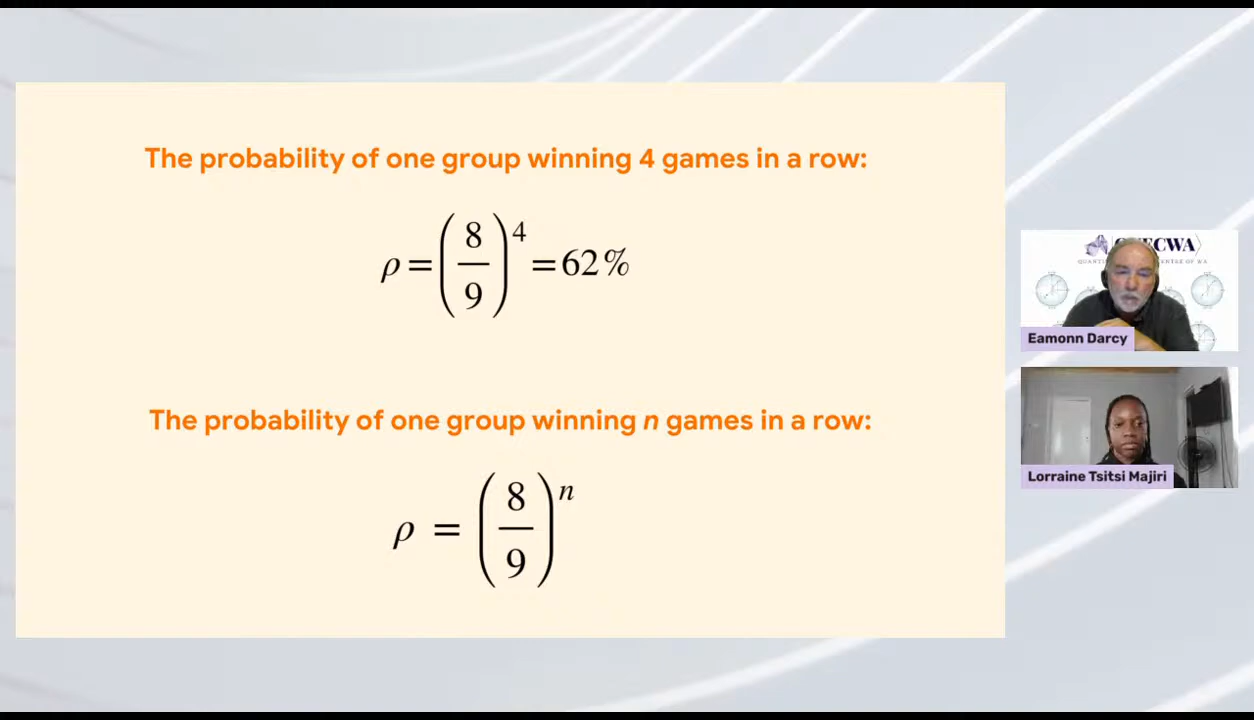 The probability of one group winning 4 games in a row:
ρ = (8/9)^4 = 62%
The probability of one group winning n games in a row:
ρ = (8/9)^n
Eamonn Darcy
Lorraine Tsitsi Majiri